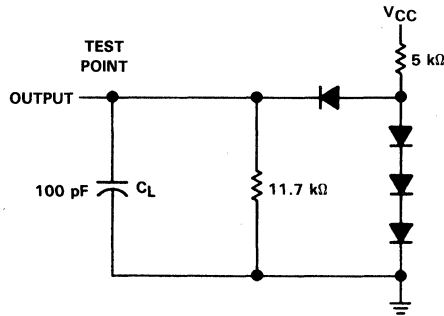 VCC
5 kΩ
TEST
POINT
OUTPUT
100 pF
CL
11.7 kΩ